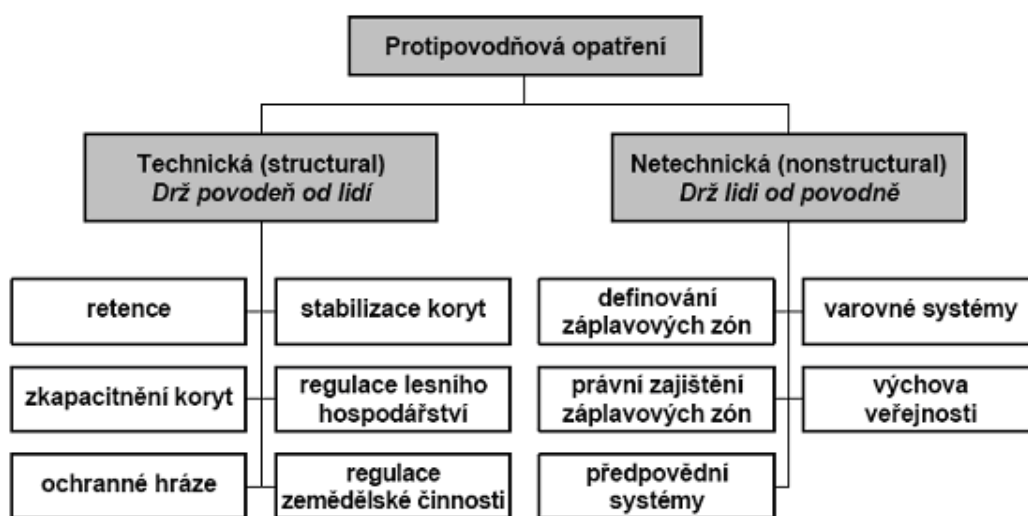 Protipovodňová opatření
Technická (structural)
Drž povodeň od lidí
Netechnická (nonstructural)
Drž lidi od povodně
retence
stabilizace koryt
definování
záplavových zón
varovné systémy
zkapacitnění koryt
regulace lesního
hospodářství
právní zajištění
záplavových zón
výchova
veřejnosti
ochranné hráze
regulace
zemědělské činnosti
předpovědní
systémy